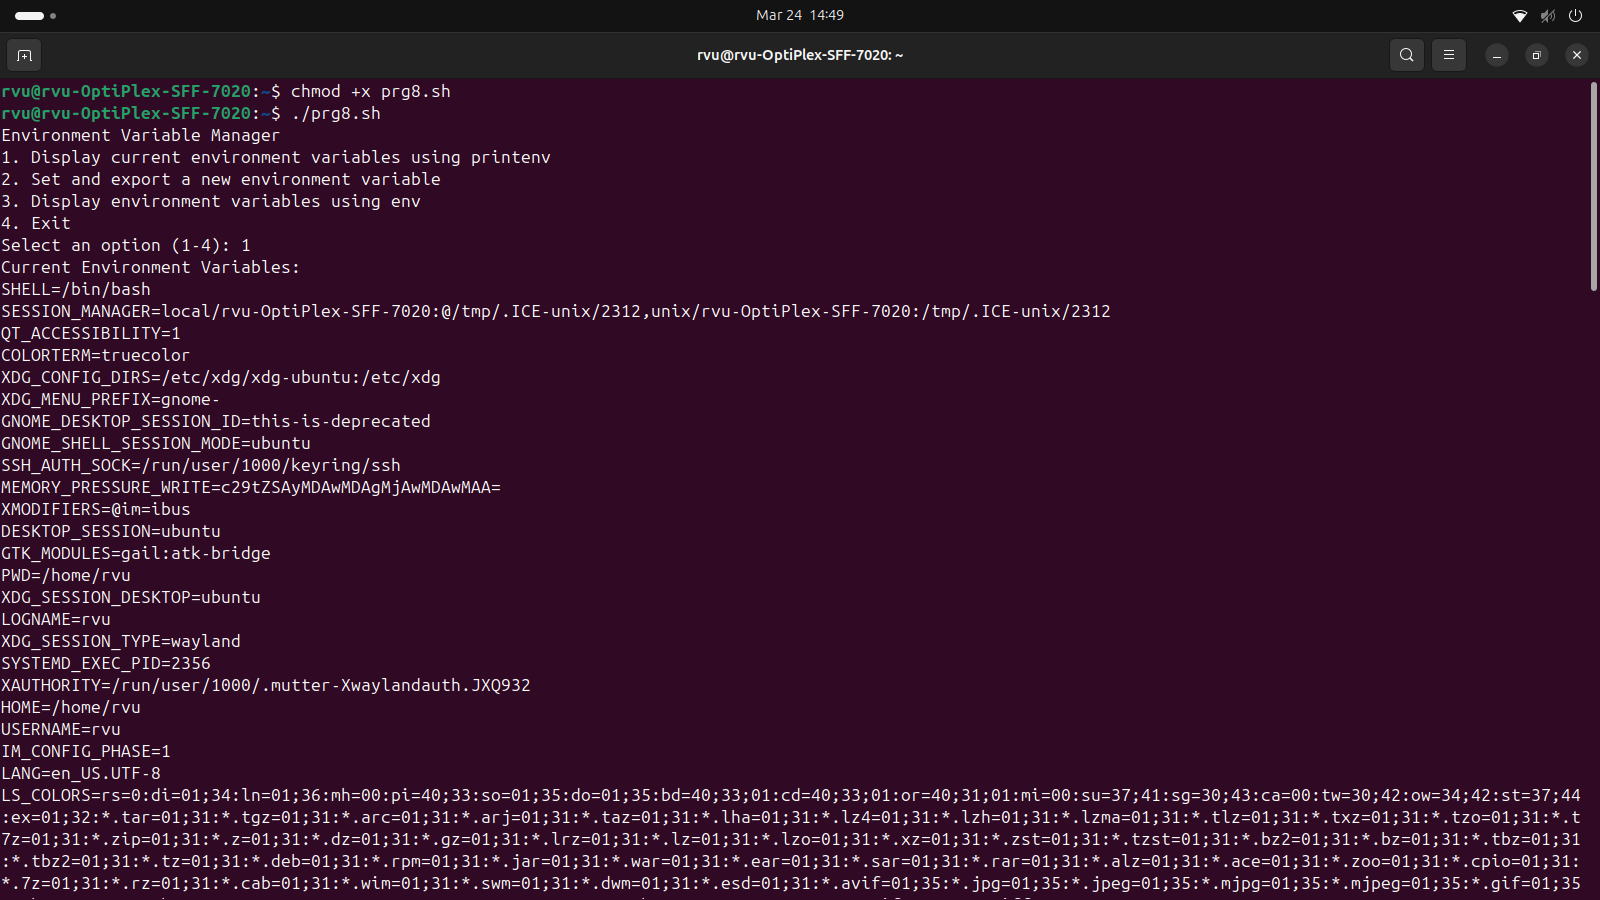 Mar 24 14:49
rvu@rvu-OptiPlex-SFF-7020: ~
rvu@rvu-OptiPlex-SFF-7020:~$ chmod +x prg8.sh
rvu@rvu-OptiPlex-SFF-7020:~$ ./prg8.sh
Environment Variable Manager
1. Display current environment variables using printenv
2. Set and export a new environment variable
3. Display environment variables using env
4. Exit
Select an option (1-4): 1
Current Environment Variables:
SHELL=/bin/bash
SESSION_MANAGER=local/rvu-OptiPlex-SFF-7020:@/tmp/.ICE-unix/2312,unix/rvu-OptiPlex-SFF-7020:/tmp/.ICE-unix/2312
QT_ACCESSIBILITY=1
COLORTERM=truecolor
XDG_CONFIG_DIRS=/etc/xdg/xdg-ubuntu:/etc/xdg
XDG_MENU_PREFIX=gnome-
GNOME_DESKTOP_SESSION_ID=this-is-deprecated
GNOME_SHELL_SESSION_MODE=ubuntu
SSH_AUTH_SOCK=/run/user/1000/keyring/ssh
MEMORY_PRESSURE_WRITE=c29tZSAyMDAwMDAgMjAwMDAwMAA=
XMODIFIERS=@im=ibus
DESKTOP_SESSION=ubuntu
GTK_MODULES=gail:atk-bridge
PWD=/home/rvu
XDG_SESSION_DESKTOP=ubuntu
LOGNAME=rvu
XDG_SESSION_TYPE=wayland
SYSTEMD_EXEC_PID=2356
XAUTHORITY=/run/user/1000/.mutter-Xwaylandauth.JXQ932
HOME=/home/rvu
USERNAME=rvu
IM_CONFIG_PHASE=1
LANG=en_US.UTF-8
LS_COLORS=rs=0:di=01;34:ln=01;36:mh=00:pi=40;33:so=01;35:do=01;35:bd=40;33;01:cd=40;33;01:or=40;31;01:mi=00:su=37;41:sg=30;43:ca=00:tw=30;42:ow=34;42:st=37;44
:ex=01;32:*.tar=01;31:*.tgz=01;31:*.arc=01;31:*.arj=01;31:*.taz=01;31:*.lha=01;31:*.lz4=01;31:*.lzh=01;31:*.lzma=01;31:*.tlz=01;31:*.txz=01;31:*.tzo=01;31:*.t
7z=01;31:*.zip=01;31:*.z=01;31:*.dz=01;31:*.gz=01;31:*.lrz=01;31:*.lz=01;31:*.lzo=01;31:*.xz=01;31:*.zst=01;31:*.tzst=01;31:*.bz2=01;31:*.bz=01;31:*.tbz=01;31
:*.tbz2=01;31:*.tz=01;31:*.deb=01;31:*.rpm=01;31:*.jar=01;31:*.war=01;31:*.ear=01;31:*.sar=01;31:*.rar=01;31:*.alz=01;31:*.ace=01;31:*.zoo=01;31:*.cpio=01;31:
*.7z=01;31:*.rz=01;31:*.cab=01;31:*.wim=01;31:*.swm=01;31:*.dwm=01;31:*.esd=01;31:*.avif=01;35:*.jpg=01;35:*.jpeg=01;35:*.mjpg=01;35:*.mjpeg=01;35:*.gif=01;35